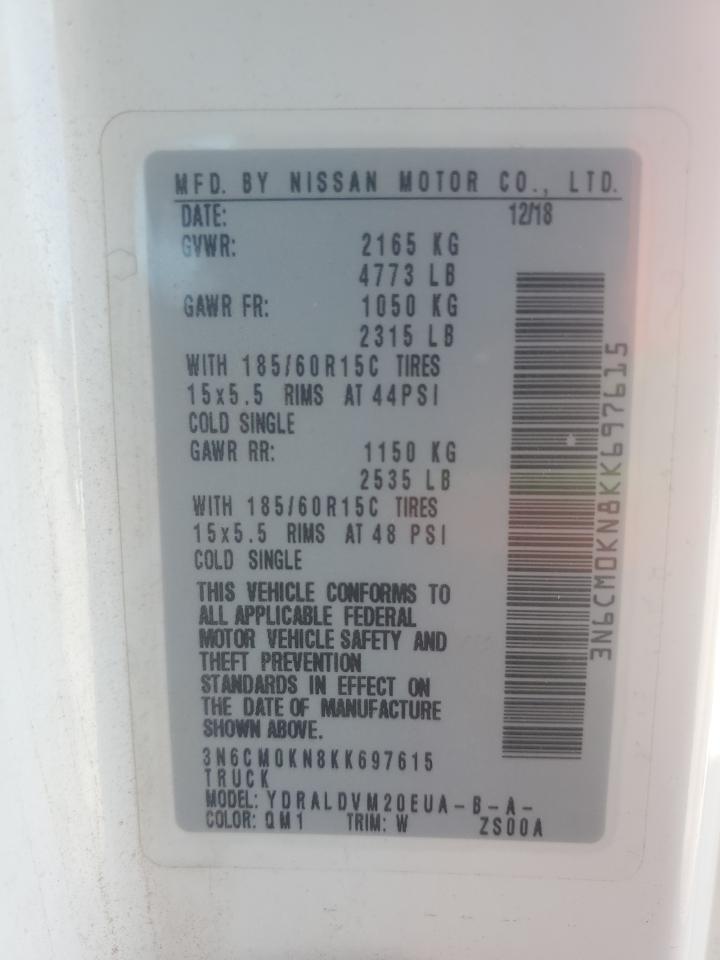 MFD. BY NISSAN MOTOR CO., LTD.
DATE: 12/18
GVWR: 2165 KG
4773 LB
GAWR FR: 1050 KG
2315 LB
WITH 185/60R15C TIRES
15x5.5 RIMS AT 44PSI
COLD SINGLE
GAWR RR: 1150 KG
2535 LB
WITH 185/60R15C TIRES
15x5.5 RIMS AT 48 PSI
COLD SINGLE
THIS VEHICLE CONFORMS TO
ALL APPLICABLE FEDERAL
MOTOR VEHICLE SAFETY AND
THEFT PREVENTION
STANDARDS IN EFFECT ON
THE DATE OF MANUFACTURE
SHOWN ABOVE.
3N6CM0KN8KK697615
TRUCK
MODEL: YDRALDVM20EUA-B-A-
COLOR: QM1 TRIM: W ZS00A
3N6CM0KN8KK697615